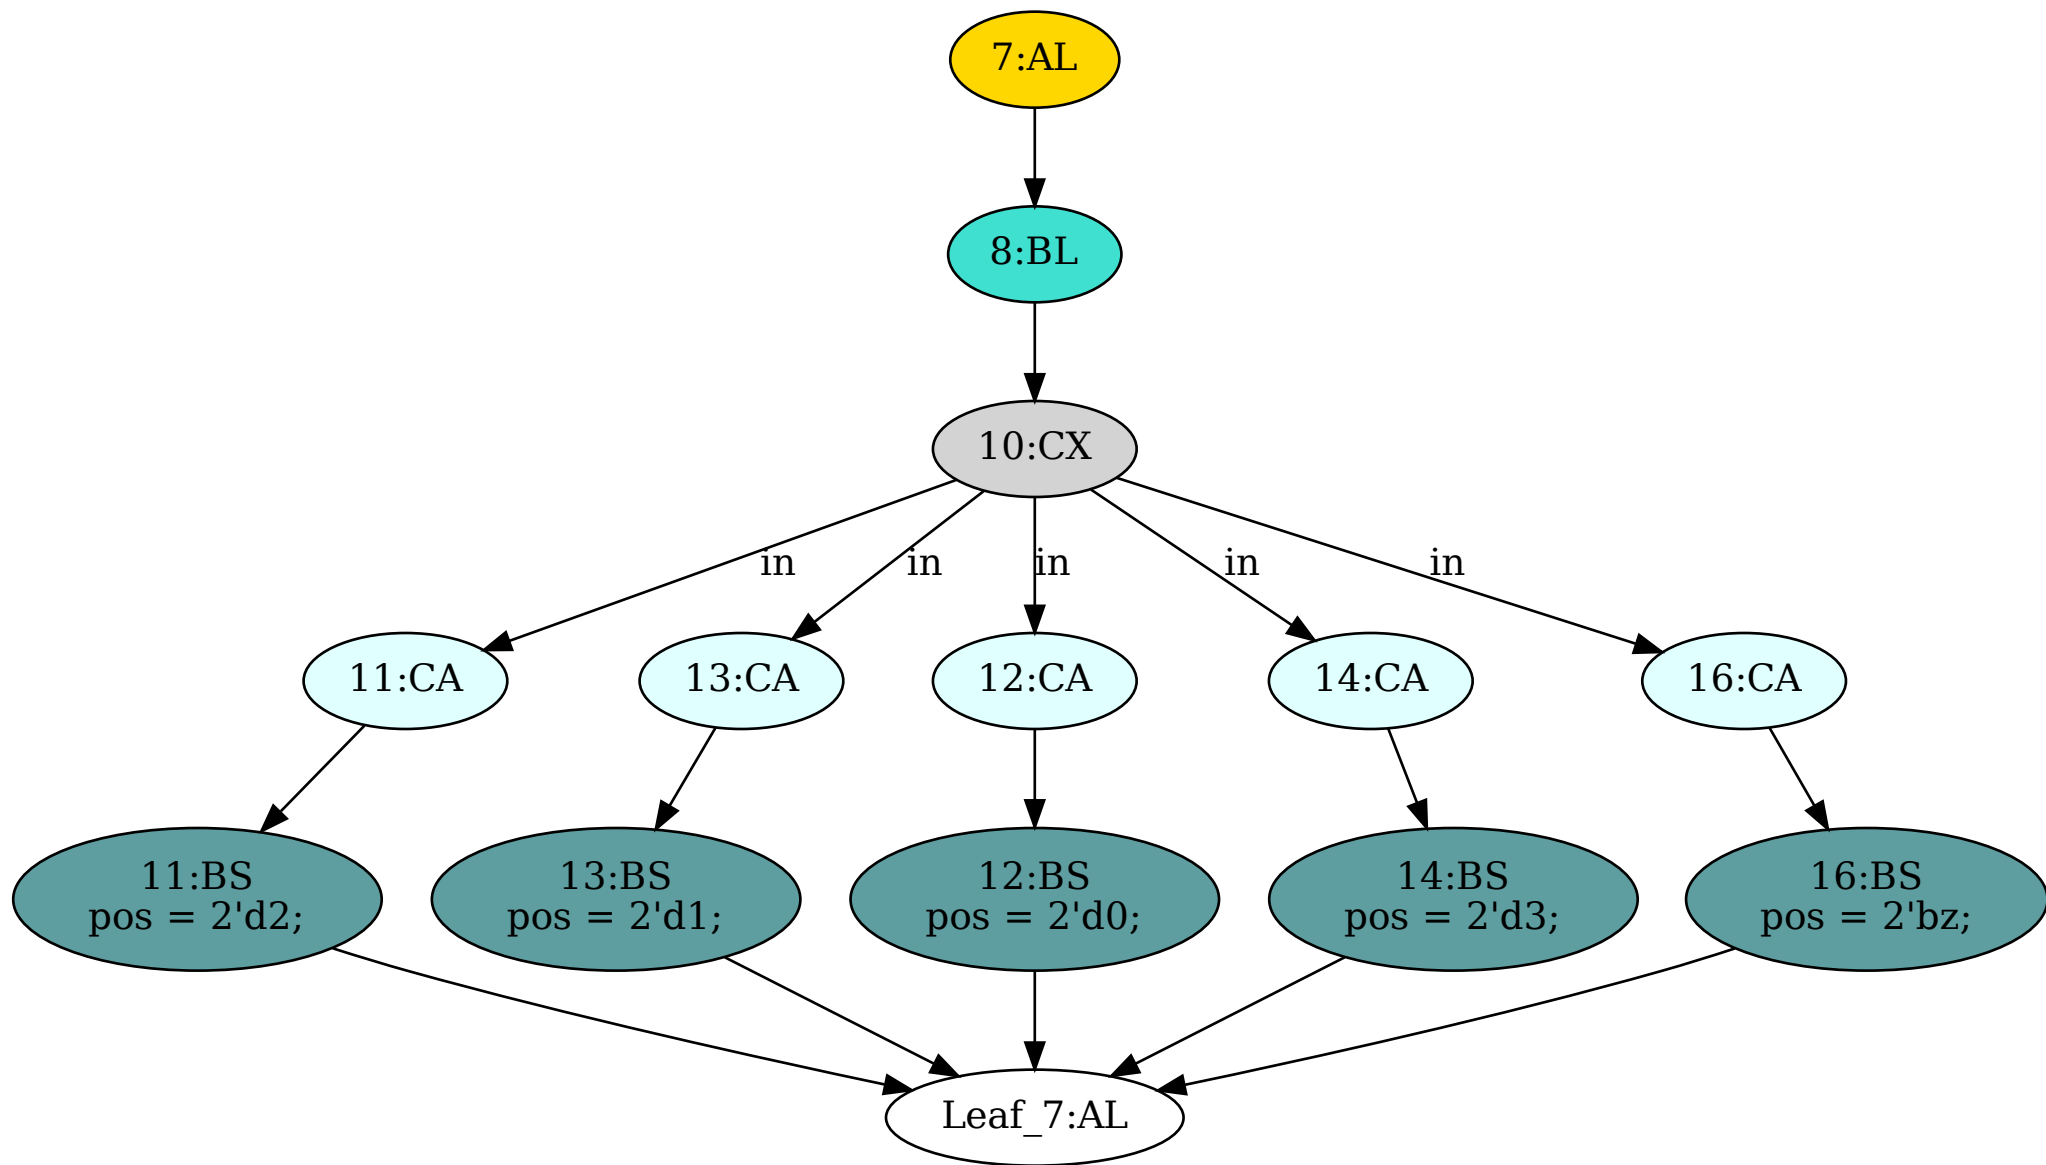 7:AL
8:BL
10:CX
in
in
in
in
in
11:CA
13:CA
12:CA
14:CA
16:CA
11:BS
pos = 2'd2;
13:BS
pos = 2'd1;
12:BS
pos = 2'd0;
14:BS
pos = 2'd3;
16:BS
pos = 2'bz;
Leaf_7:AL